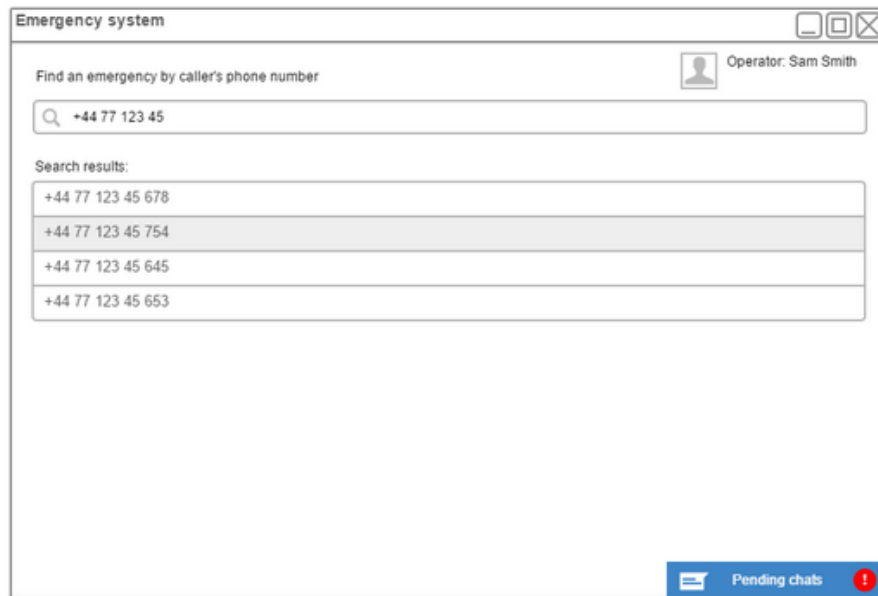 Emergency system
Operator: Sam Smith
Find an emergency by caller's phone number
+44 77 123 45
Search results:
+44 77 123 45 678
+44 77 123 45 754
+44 77 123 45 645
+44 77 123 45 653
Pending chats !